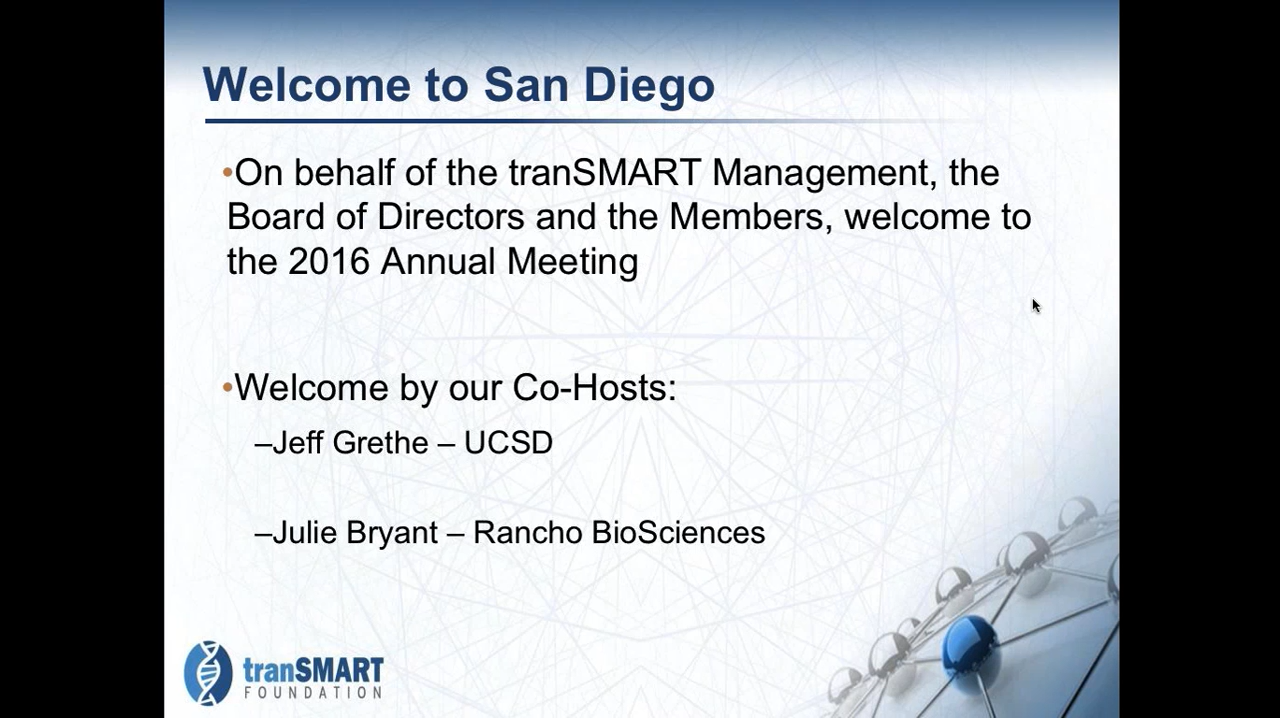 Welcome to San Diego
•On behalf of the tranSMART Management, the
Board of Directors and the Members, welcome to
the 2016 Annual Meeting
•Welcome by our Co-Hosts:
–Jeff Grethe – UCSD
–Julie Bryant – Rancho BioSciences
tranSMART
FOUNDATION